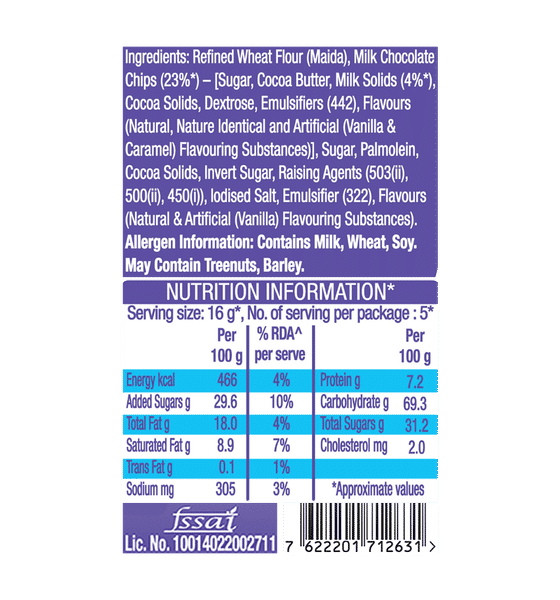 Ingredients: Refined Wheat Flour (Maida), Milk Chocolate
Chips (23%*) – [Sugar, Cocoa Butter, Milk Solids (4%*),
Cocoa Solids, Dextrose, Emulsifiers (442), Flavours
(Natural, Nature Identical and Artificial (Vanilla &
Caramel) Flavouring Substances)], Sugar, Palmolein,
Cocoa Solids, Invert Sugar, Raising Agents (503(ii),
500(ii), 450(i)), Iodised Salt, Emulsifier (322), Flavours
(Natural & Artificial (Vanilla) Flavouring Substances).
Allergen Information: Contains Milk, Wheat, Soy.
May Contain Treenuts, Barley.
NUTRITION INFORMATION*
Serving size: 16 g*, No. of serving per package : 5*
Per % RDA^ Per
100 g per serve 100 g
Energy kcal 466 4% Protein g 7.2
Added Sugars g 29.6 10% Carbohydrate g 69.3
Total Fat g 18.0 4% Total Sugars g 31.2
Saturated Fat g 8.9 7% Cholesterol mg 2.0
Trans Fat g 0.1 1%
Sodium mg 305 3% *Approximate values
fssai
Lic. No. 10014022002711
7 622201 712631 >